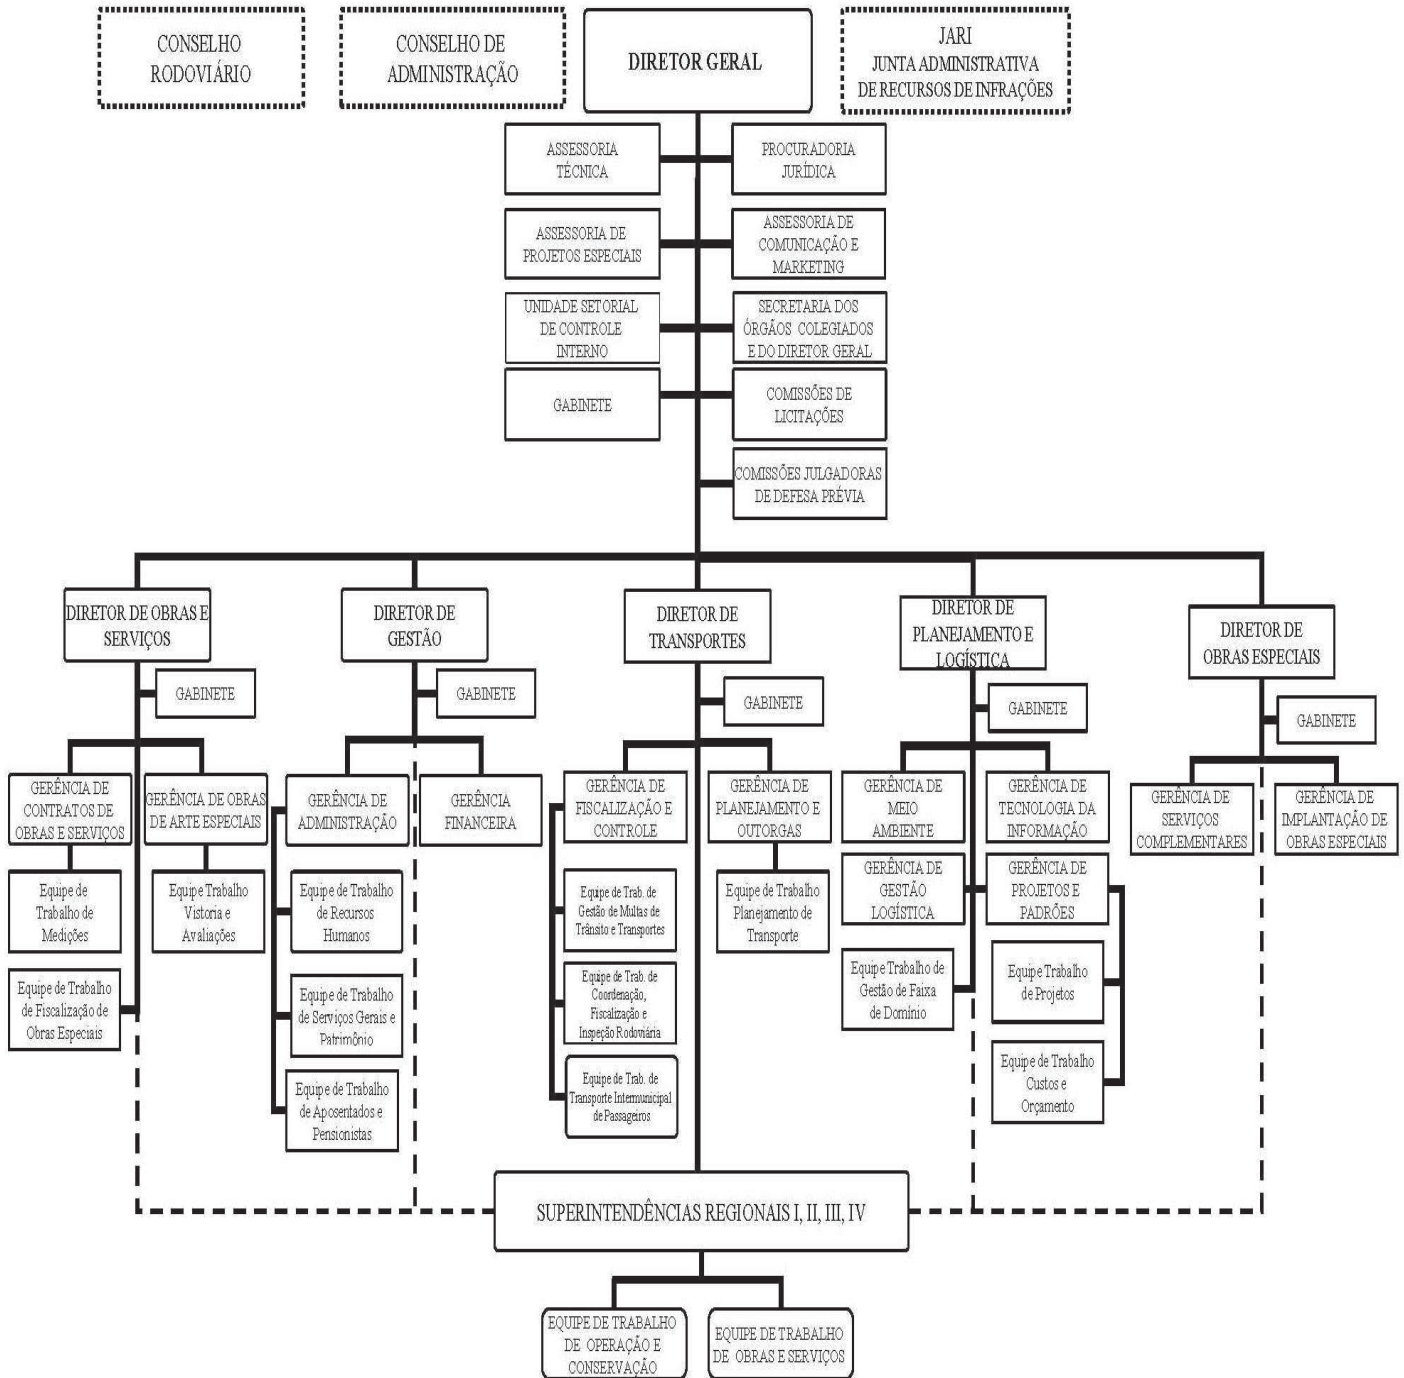 CONSELHO
RODOVIÁRIO
CONSELHO DE
ADMINISTRAÇÃO
DIRETOR GERAL
JARI
JUNTA ADMINISTRATIVA
DE RECURSOS DE INFRAÇÕES
ASSESSORIA
TÉCNICA
PROCURADORIA
JURÍDICA
ASSESSORIA DE
PROJETOS ESPECIAIS
ASSESSORIA DE
COMUNICAÇÃO E
MARKETING
UNIDADE SETORIAL
DE CONTROLE
INTERNO
SECRETARIA DOS
ÓRGÃOS COLEGIADOS
E DO DIRETOR GERAL
GABINETE
COMISSÕES DE
LICITAÇÕES
COMISSÕES JULGADORAS
DE DEFESA PRÉVIA
DIRETOR DE OBRAS E
SERVIÇOS
DIRETOR DE
GESTÃO
DIRETOR DE
TRANSPORTES
DIRETOR DE
PLANEJAMENTO E
LOGÍSTICA
DIRETOR DE
OBRAS ESPECIAIS
GABINETE
GABINETE
GABINETE
GABINETE
GABINETE
GERÊNCIA DE
CONTRATOS DE
OBRAS E SERVIÇOS
GERÊNCIA DE OBRAS
DE ARTE ESPECIAIS
GERÊNCIA DE
ADMINISTRAÇÃO
GERÊNCIA
FINANCEIRA
GERÊNCIA DE
FISCALIZAÇÃO E
CONTROLE
GERÊNCIA DE
PLANEJAMENTO E
OUTORGAS
GERÊNCIA DE
MEIO
AMBIENTE
GERÊNCIA DE
TECNOLOGIA DA
INFORMAÇÃO
GERÊNCIA DE
SERVIÇOS
COMPLEMENTARES
GERÊNCIA DE
IMPLANTAÇÃO DE
OBRAS ESPECIAIS
Equipe de
Trabalho de
Medições
Equipe Trabalho
Vistoria e
Avaliações
Equipe de Trabalho
de Recursos
Humanos
Equipe de Trab. de
Gestão de Multas de
Trânsito e Transportes
Equipe de Trabalho
Planejamento de
Transporte
GERÊNCIA DE
GESTÃO
LOGÍSTICA
GERÊNCIA DE
PROJETOS E
PADRÕES
Equipe de Trabalho
de Fiscalização de
Obras Especiais
Equipe de Trabalho
de Serviços Gerais e
Patrimônio
Equipe de Trab. de
Coordenação,
Fiscalização e
Inspeção Rodoviária
Equipe Trabalho de
Gestão de Faixa
de Domínio
Equipe Trabalho
de Projetos
Equipe de Trabalho
de Aposentados e
Pensionistas
Equipe de Trab. de
Transporte Intermunicipal
de Passageiros
Equipe de Trabalho
Custos e
Orçamento
SUPERINTENDÊNCIAS REGIONAIS I, II, III, IV
EQUIPE DE TRABALHO
DE OPERAÇÃO E
CONSERVAÇÃO
EQUIPE DE TRABALHO
DE OBRAS E SERVIÇOS